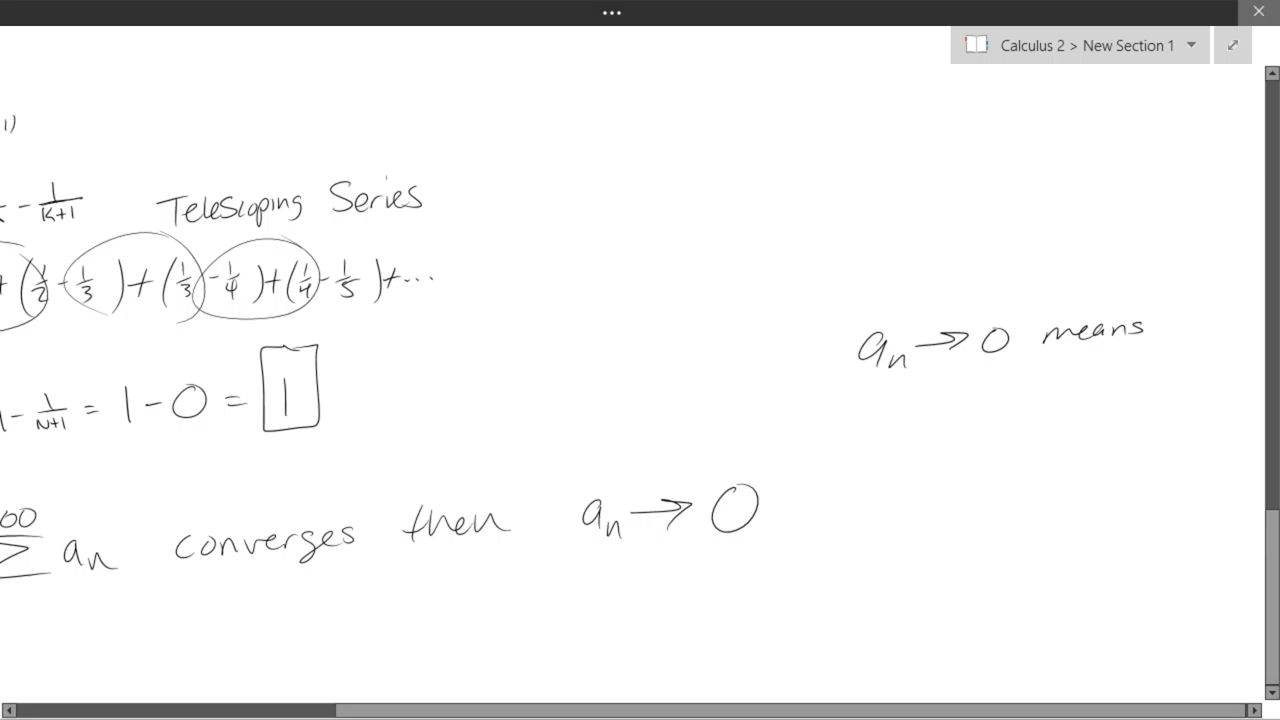 ...
Calculus 2 > New Section 1
1)
- 1/(K+1) Telescoping Series
+ (1/2 - 1/3) + (1/3 - 1/4) + (1/4 - 1/5) + ...
an → 0 means
1 - 1/(N+1) = 1 - 0 = 1
∞
Σ an converges then an → 0